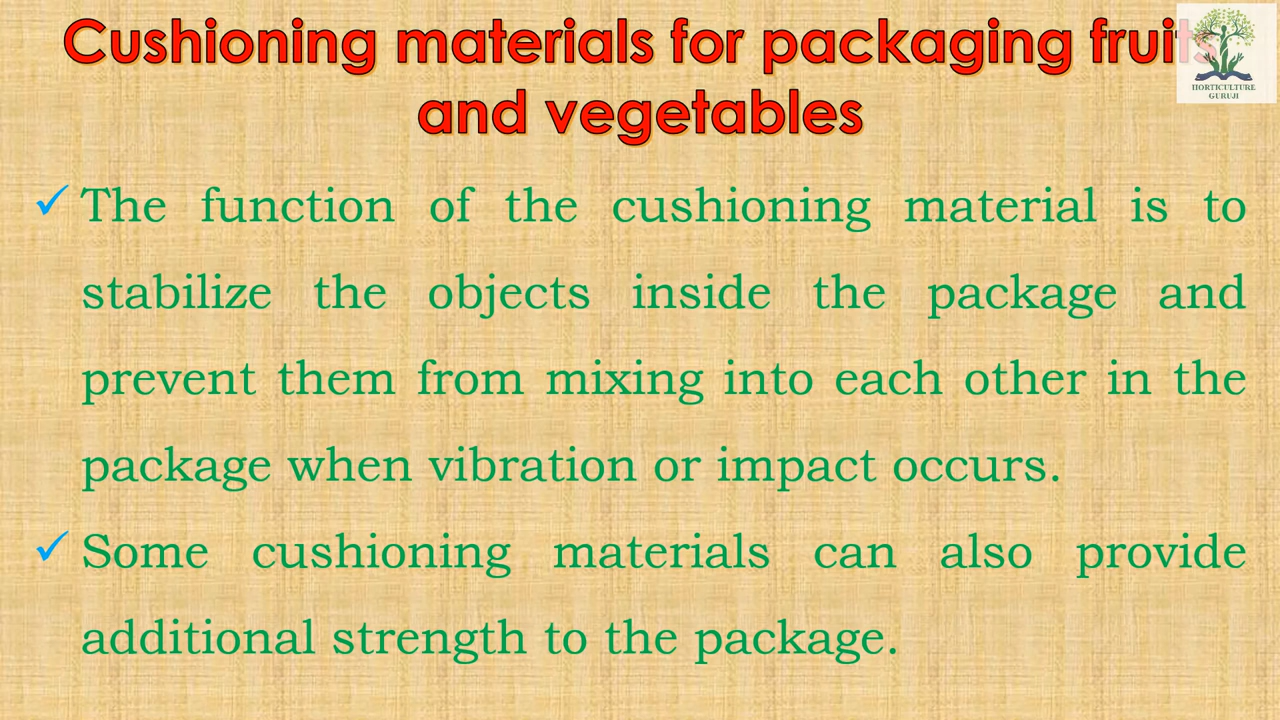 Cushioning materials for packaging fruits
and vegetables
HORTICULTURE
GURUJI
✓ The function of the cushioning material is to
stabilize the objects inside the package and
prevent them from mixing into each other in the
package when vibration or impact occurs.
✓ Some cushioning materials can also provide
additional strength to the package.